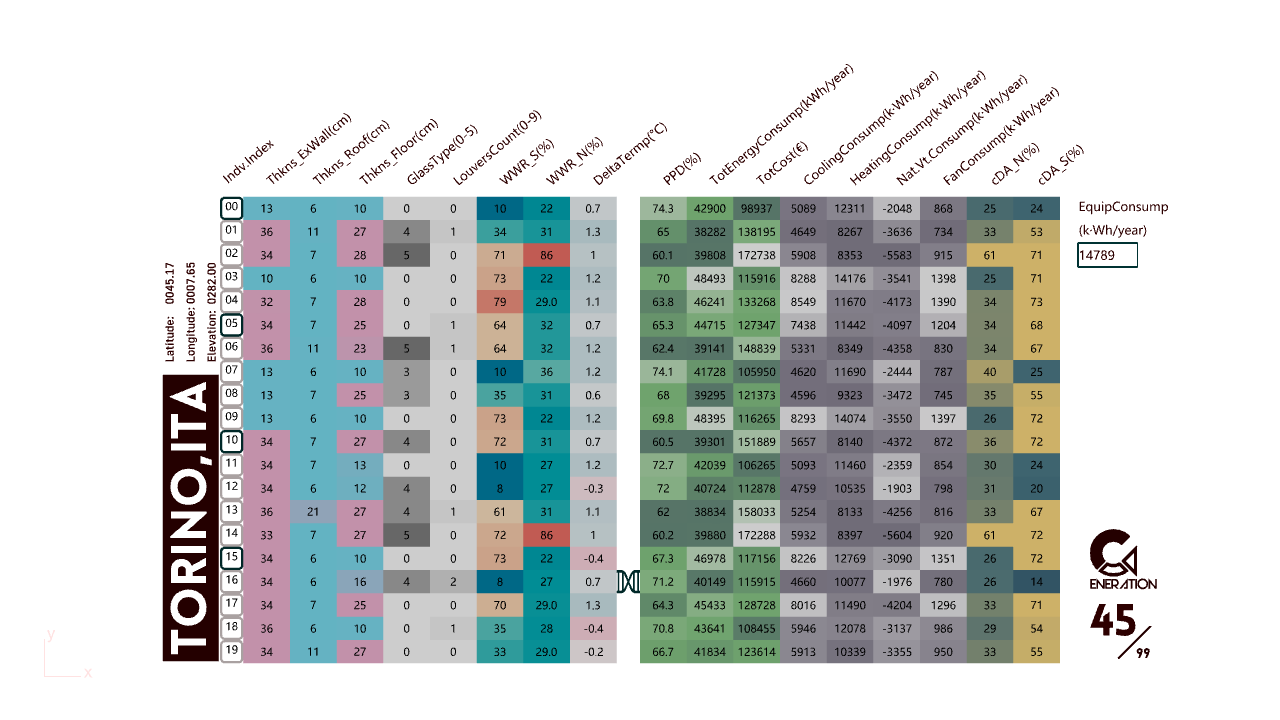 Indv.Index Thkns_ExWall(cm) Thkns_Roof(cm) Thkns_Floor(cm) GlassType(0-5) LouversCount(0-9) WWR_S(%) WWR_N(%) DeltaTermp(°C) PPD(%) TotEnergyConsump(kWh/year) TotCost(€) CoolingConsump(k·Wh/year) HeatingConsump(k·Wh/year) Nat.Vt.Consump(k·Wh/year) FanConsump(k·Wh/year) cDA_N(%) cDA_S(%)
00 13 6 10 0 0 10 22 0.7 74.3 42900 98937 5089 12311 -2048 868 25 24
01 36 11 27 4 1 34 31 1.3 65 38282 138195 4649 8267 -3636 734 33 53
02 34 7 28 5 0 71 86 1 60.1 39808 172738 5908 8353 -5583 915 61 71
03 10 6 10 0 0 73 22 1.2 70 48493 115916 8288 14176 -3541 1398 25 71
04 32 7 28 0 0 79 29.0 1.1 63.8 46241 133268 8549 11670 -4173 1390 34 73
05 34 7 25 0 1 64 32 0.7 65.3 44715 127347 7438 11442 -4097 1204 34 68
06 36 11 23 5 1 64 32 1.2 62.4 39141 148839 5331 8349 -4358 830 34 67
07 13 6 10 3 0 10 36 1.2 74.1 41728 105950 4620 11690 -2444 787 40 25
08 13 7 25 3 0 35 31 0.6 68 39295 121373 4596 9323 -3472 745 35 55
09 13 6 10 0 0 73 22 1.2 69.8 48395 116265 8293 14074 -3550 1397 26 72
10 34 7 27 4 0 72 31 0.7 60.5 39301 151889 5657 8140 -4372 872 36 72
11 34 7 13 0 0 10 27 1.2 72.7 42039 106265 5093 11460 -2359 854 30 24
12 34 6 12 4 0 8 27 -0.3 72 40724 112878 4759 10535 -1903 798 31 20
13 36 21 27 4 1 61 31 1.1 62 38834 158033 5254 8133 -4256 816 33 67
14 33 7 27 5 0 72 86 1 60.2 39880 172288 5932 8397 -5604 920 61 72
15 34 6 10 0 0 73 22 -0.4 67.3 46978 117156 8226 12769 -3090 1351 26 72
16 34 6 16 4 2 8 27 0.7 71.2 40149 115915 4660 10077 -1976 780 26 14
17 34 7 25 0 0 70 29.0 1.3 64.3 45433 128728 8016 11490 -4204 1296 33 71
18 36 6 10 0 1 35 28 -0.4 70.8 43641 108455 5946 12078 -3137 986 29 54
19 34 11 27 0 0 33 29.0 -0.2 66.7 41834 123614 5913 10339 -3355 950 33 55
EquipConsump
(k·Wh/year)
14789
Latitude: 0045.17
Longitude: 0007.65
Elevation: 0282.00
TORINO,ITA
ENERATION
45/99
y
x